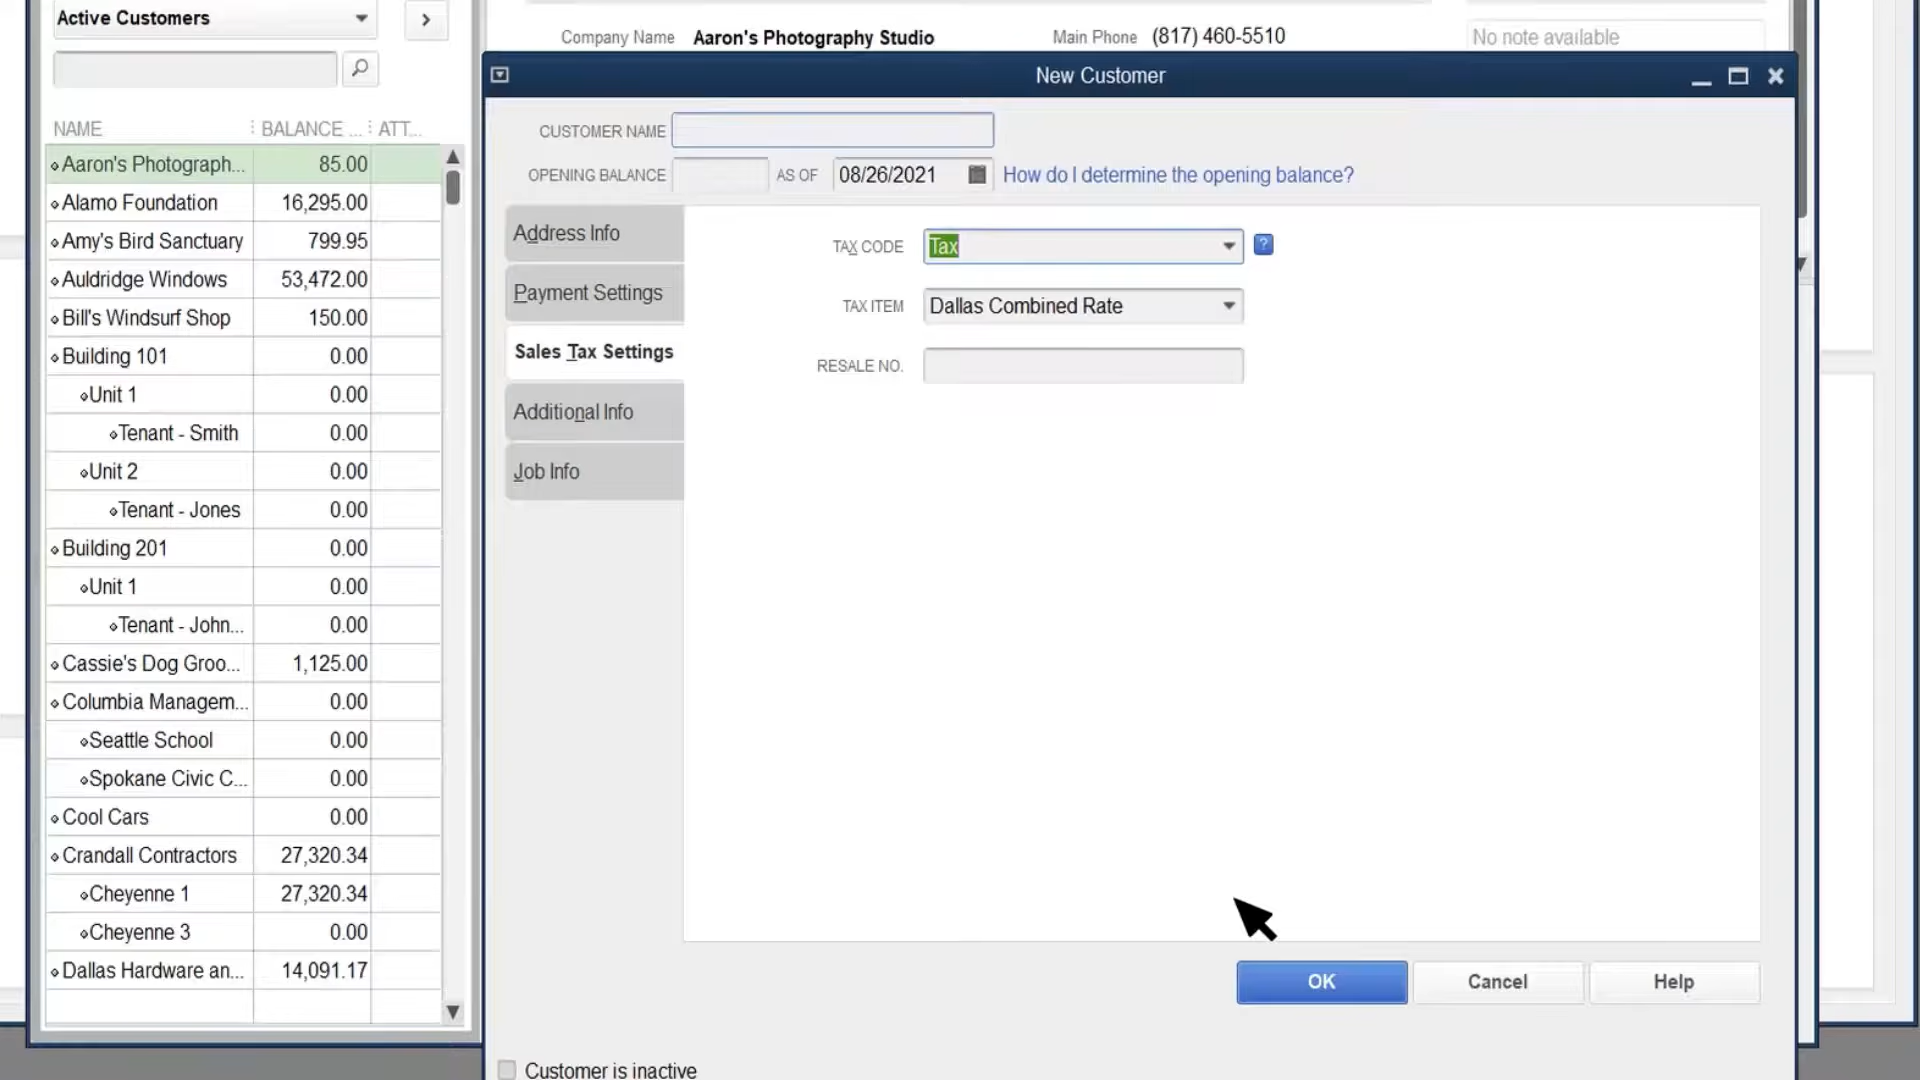 Active Customers
NAME BALANCE ... ATT...
Aaron's Photograph... 85.00
Alamo Foundation 16,295.00
Amy's Bird Sanctuary 799.95
Auldridge Windows 53,472.00
Bill's Windsurf Shop 150.00
Building 101 0.00
Unit 1 0.00
Tenant - Smith 0.00
Unit 2 0.00
Tenant - Jones 0.00
Building 201 0.00
Unit 1 0.00
Tenant - John... 0.00
Cassie's Dog Groo... 1,125.00
Columbia Managem... 0.00
Seattle School 0.00
Spokane Civic C... 0.00
Cool Cars 0.00
Crandall Contractors 27,320.34
Cheyenne 1 27,320.34
Cheyenne 3 0.00
Dallas Hardware an... 14,091.17
Company Name Aaron's Photography Studio Main Phone (817) 460-5510 No note available
New Customer
CUSTOMER NAME
OPENING BALANCE AS OF 08/26/2021 How do I determine the opening balance?
Address Info
Payment Settings
Sales Tax Settings
Additional Info
Job Info
TAX CODE Tax ?
TAX ITEM Dallas Combined Rate
RESALE NO.
OK Cancel Help
Customer is inactive